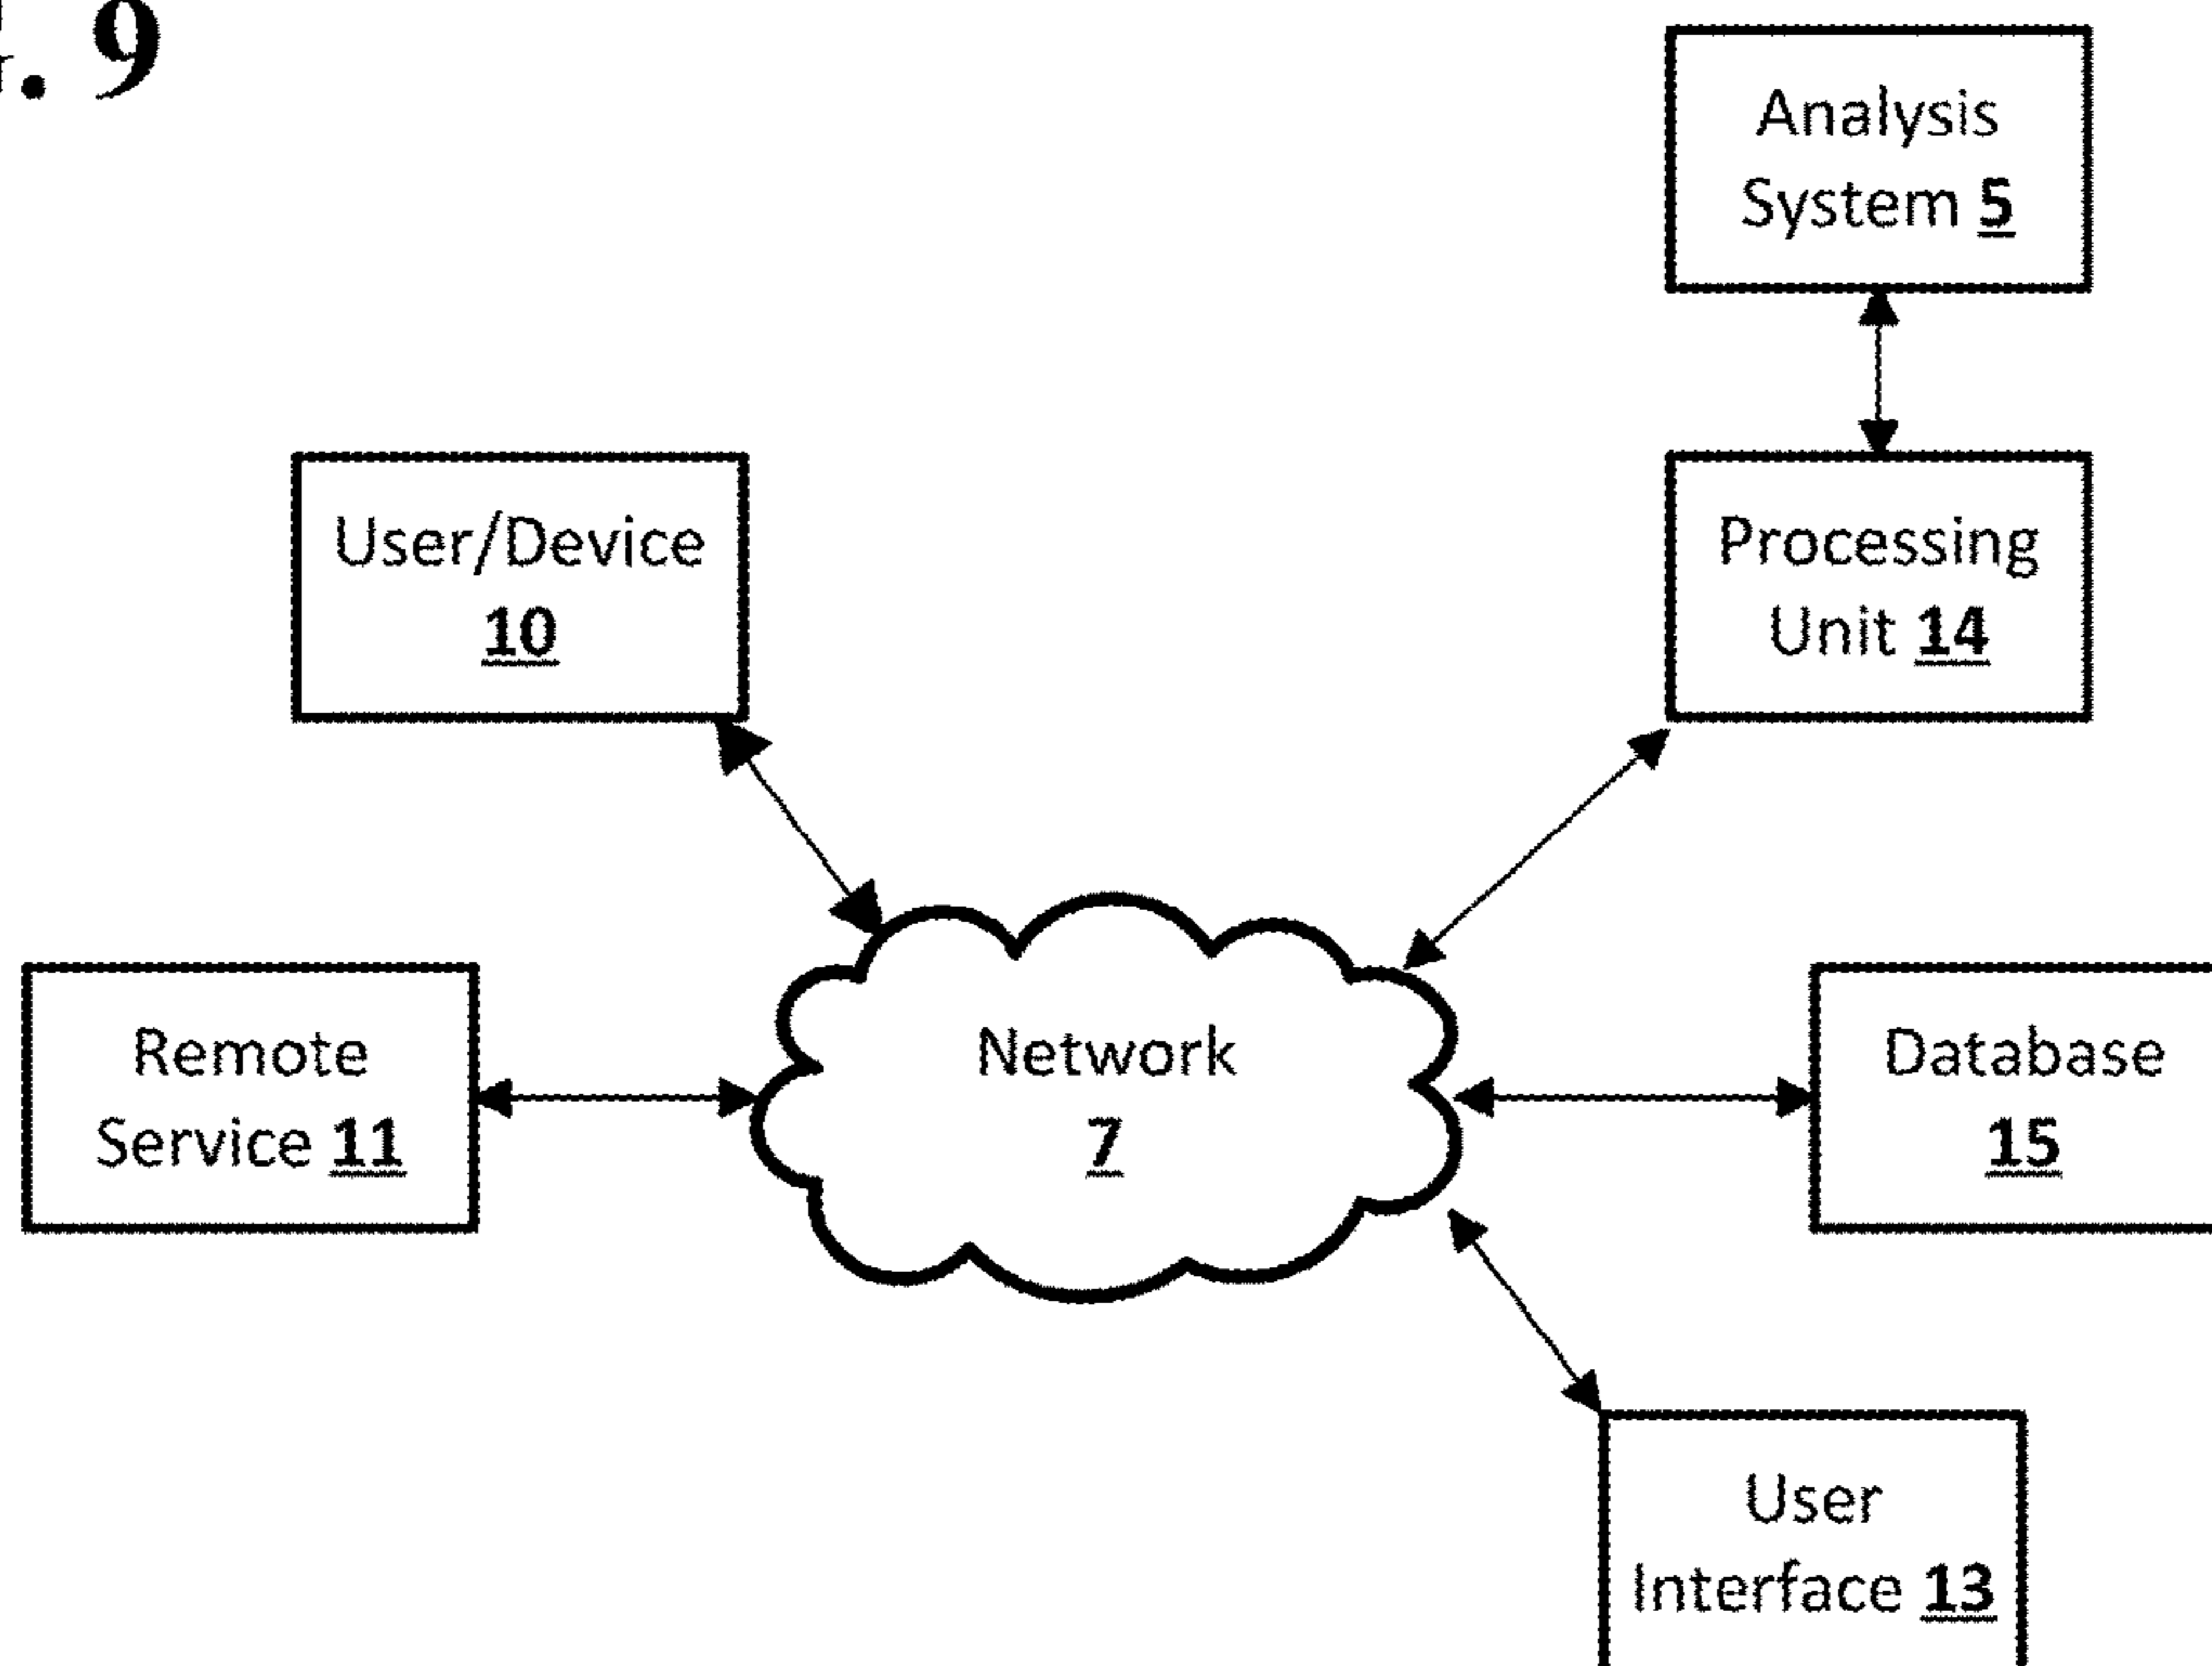 . 9
Analysis
System 5
User/Device
10
Processing
Unit 14
Remote
Service 11
Network
7
Database
15
User
Interface 13